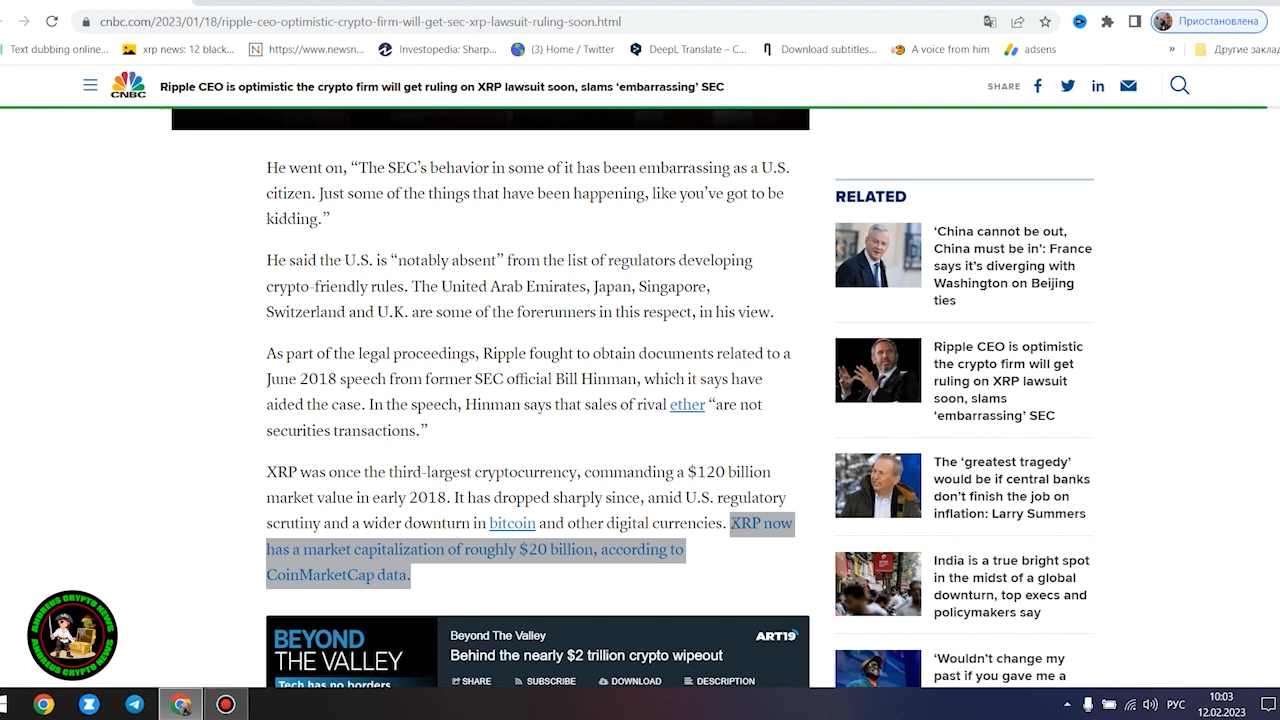 cnbc.com/2023/01/18/ripple-ceo-optimistic-crypto-firm-will-get-sec-xrp-lawsuit-ruling-soon.html
Приостановлена
Text dubbing online...
xrp news: 12 black...
https://www.newsn...
Investopedia: Sharp...
(3) Home / Twitter
DeepL Translate – C...
Download subtitles...
A voice from him
adsens
»
Другие заклад
CNBC
Ripple CEO is optimistic the crypto firm will get ruling on XRP lawsuit soon, slams ‘embarrassing’ SEC
SHARE
He went on, “The SEC’s behavior in some of it has been embarrassing as a U.S.
citizen. Just some of the things that have been happening, like you’ve got to be
kidding.”
He said the U.S. is “notably absent” from the list of regulators developing
crypto-friendly rules. The United Arab Emirates, Japan, Singapore,
Switzerland and U.K. are some of the forerunners in this respect, in his view.
As part of the legal proceedings, Ripple fought to obtain documents related to a
June 2018 speech from former SEC official Bill Hinman, which it says have
aided the case. In the speech, Hinman says that sales of rival ether “are not
securities transactions.”
XRP was once the third-largest cryptocurrency, commanding a $120 billion
market value in early 2018. It has dropped sharply since, amid U.S. regulatory
scrutiny and a wider downturn in bitcoin and other digital currencies. XRP now
has a market capitalization of roughly $20 billion, according to
CoinMarketCap data.
RELATED
‘China cannot be out,
China must be in’: France
says it’s diverging with
Washington on Beijing
ties
Ripple CEO is optimistic
the crypto firm will get
ruling on XRP lawsuit
soon, slams
‘embarrassing’ SEC
The ‘greatest tragedy’
would be if central banks
don’t finish the job on
inflation: Larry Summers
India is a true bright spot
in the midst of a global
downturn, top execs and
policymakers say
‘Wouldn’t change my
past if you gave me a
BEYOND
THE VALLEY
Tech has no borders
Beyond The Valley
Behind the nearly $2 trillion crypto wipeout
ART19
SHARE
SUBSCRIBE
DOWNLOAD
DESCRIPTION
ANDREUS CRYPTO NEWS
ANDREUS CRYPTO NEWS
РУС
10:03
12.02.2023